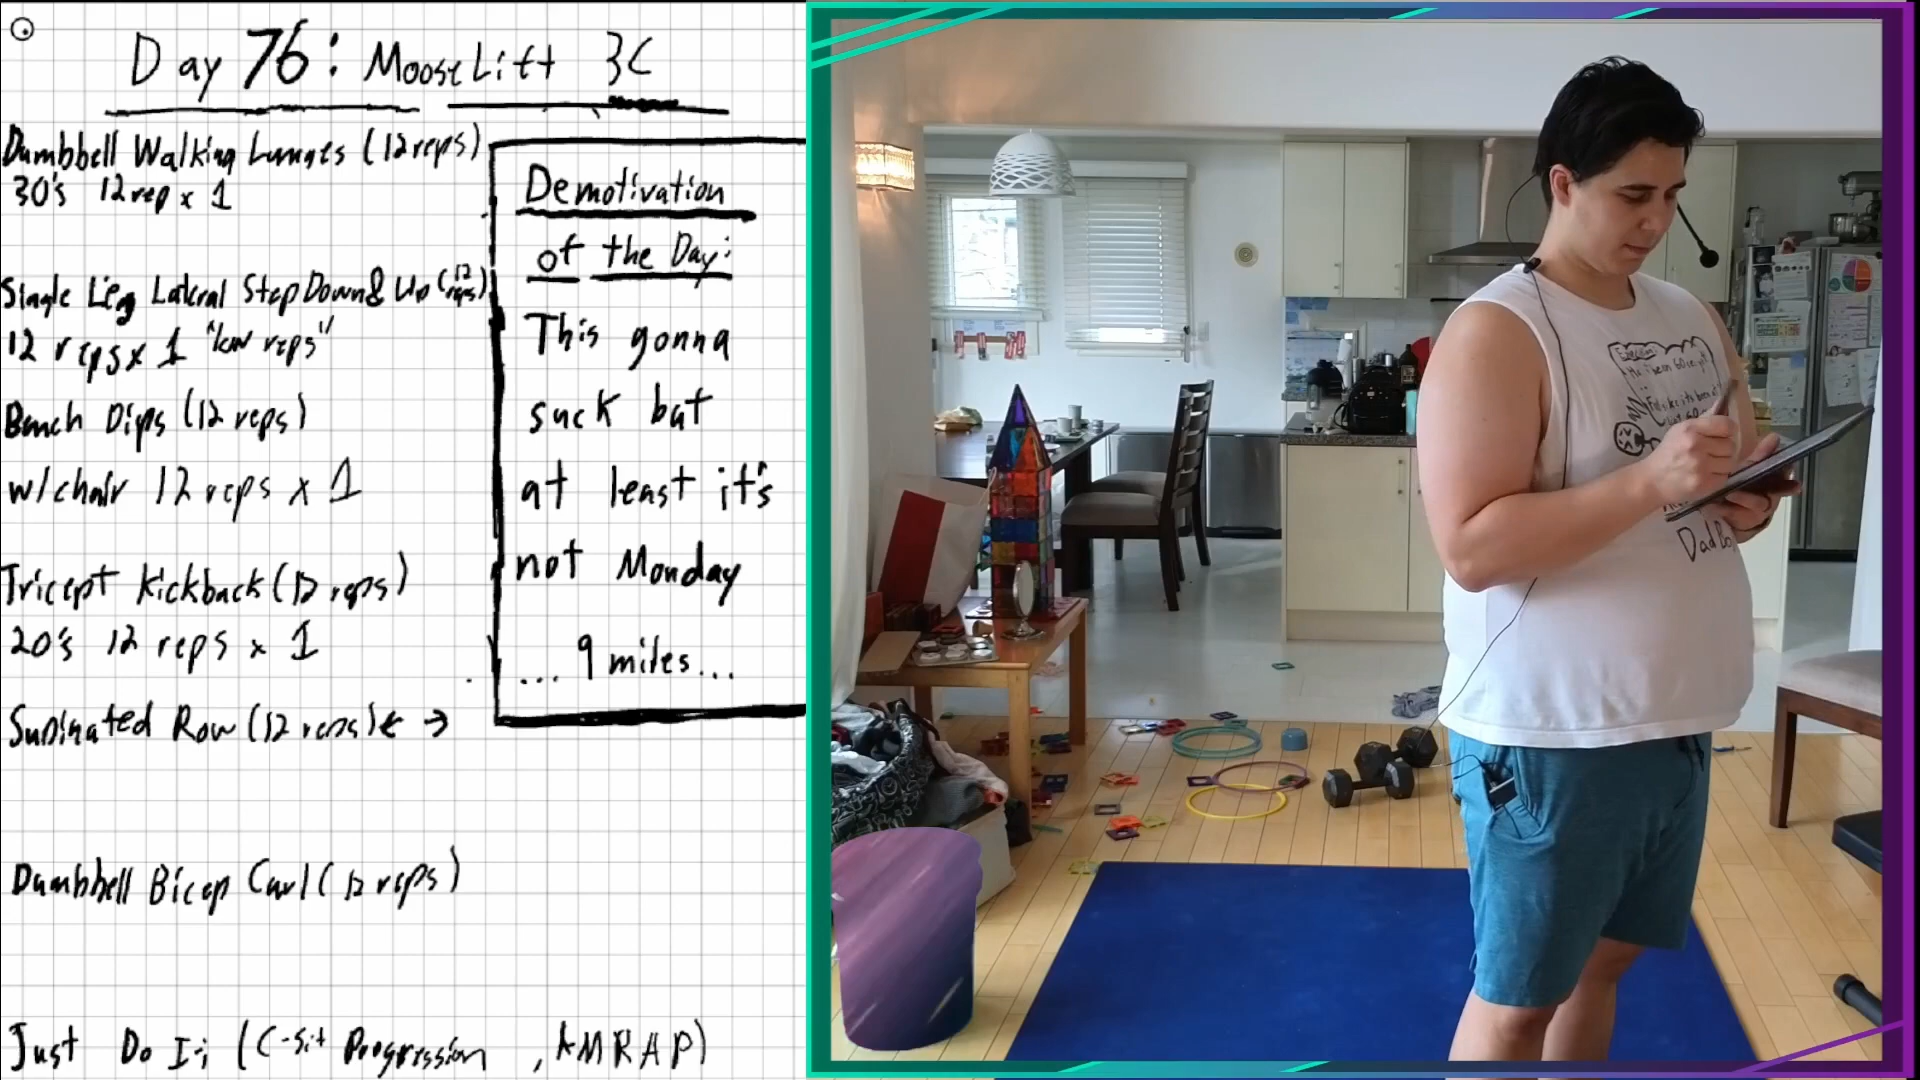 Day 76: MooseLift 3C
Dumbbell Walking Lunges (12 reps)
30's 12 rep x 1
Single Leg Lateral Step Down & Up (12 reps)
12 reps x 1 "low reps"
Bench Dips (12 reps)
w/chair 12 reps x 1
Tricept Kickback (12 reps)
20's 12 reps x 1
Supinated Row (12 reps) ← →
Dumbbell Bicep Curl (12 reps)
Just Do It: (C-Sit Progression, AMRAP)
Demotivation
of the Day:
This gonna
suck but
at least it's
not Monday
... 9 miles...
Dad Bo